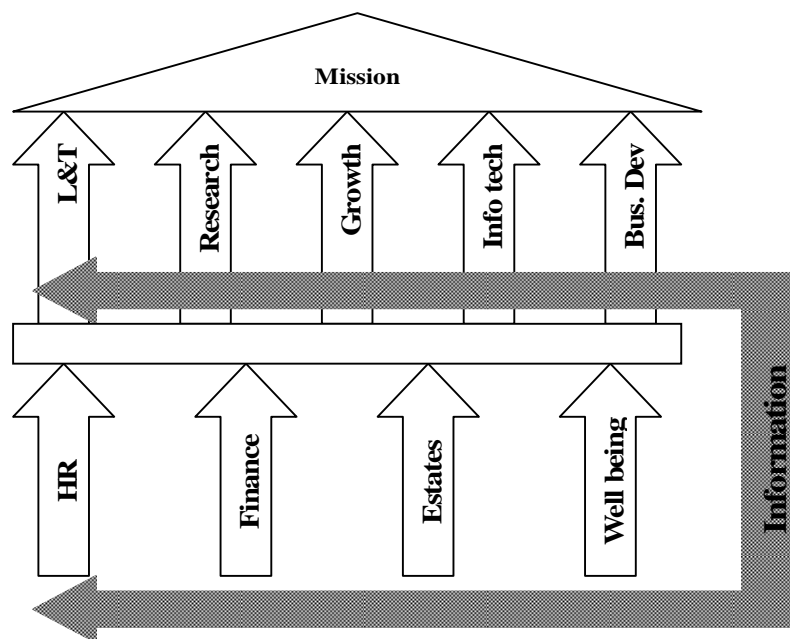 Mission
L&T
Research
Growth
Info tech
Bus. Dev
HR
Finance
Estates
Well being
Information